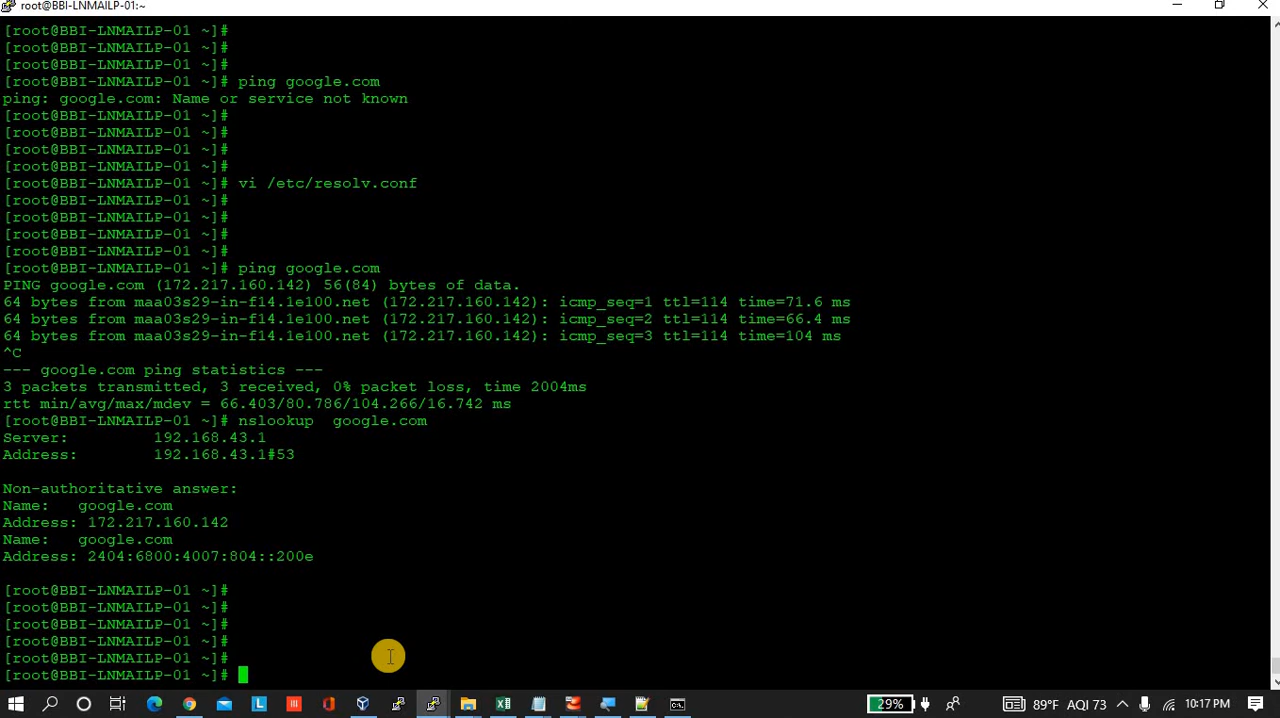 root@BBI-LNMAILP-01:~
[root@BBI-LNMAILP-01 ~]#
[root@BBI-LNMAILP-01 ~]#
[root@BBI-LNMAILP-01 ~]#
[root@BBI-LNMAILP-01 ~]# ping google.com
ping: google.com: Name or service not known
[root@BBI-LNMAILP-01 ~]#
[root@BBI-LNMAILP-01 ~]#
[root@BBI-LNMAILP-01 ~]#
[root@BBI-LNMAILP-01 ~]#
[root@BBI-LNMAILP-01 ~]# vi /etc/resolv.conf
[root@BBI-LNMAILP-01 ~]#
[root@BBI-LNMAILP-01 ~]#
[root@BBI-LNMAILP-01 ~]#
[root@BBI-LNMAILP-01 ~]#
[root@BBI-LNMAILP-01 ~]# ping google.com
PING google.com (172.217.160.142) 56(84) bytes of data.
64 bytes from maa03s29-in-f14.1e100.net (172.217.160.142): icmp_seq=1 ttl=114 time=71.6 ms
64 bytes from maa03s29-in-f14.1e100.net (172.217.160.142): icmp_seq=2 ttl=114 time=66.4 ms
64 bytes from maa03s29-in-f14.1e100.net (172.217.160.142): icmp_seq=3 ttl=114 time=104 ms
^C
--- google.com ping statistics ---
3 packets transmitted, 3 received, 0% packet loss, time 2004ms
rtt min/avg/max/mdev = 66.403/80.786/104.266/16.742 ms
[root@BBI-LNMAILP-01 ~]# nslookup  google.com
Server:         192.168.43.1
Address:        192.168.43.1#53
Non-authoritative answer:
Name:   google.com
Address: 172.217.160.142
Name:   google.com
Address: 2404:6800:4007:804::200e
[root@BBI-LNMAILP-01 ~]#
[root@BBI-LNMAILP-01 ~]#
[root@BBI-LNMAILP-01 ~]#
[root@BBI-LNMAILP-01 ~]#
[root@BBI-LNMAILP-01 ~]#
[root@BBI-LNMAILP-01 ~]#
29% 89°F AQI 73 10:17 PM